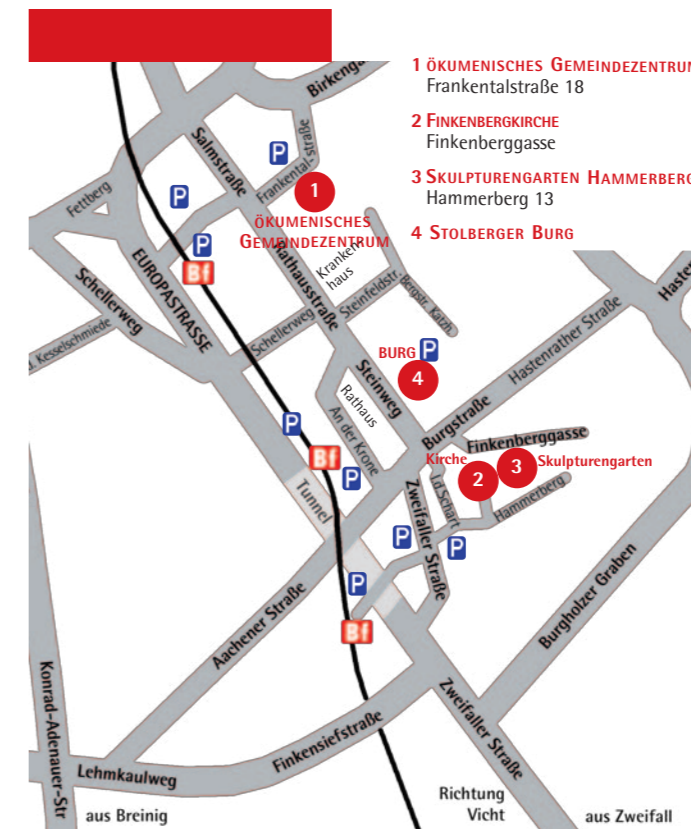 1 ÖKUMENISCHES GEMEINDEZENTRUM
Frankentalstraße 18
2 FINKENBERGKIRCHE
Finkenberggasse
3 SKULPTURENGARTEN HAMMERBERG
Hammerberg 13
4 STOLBERGER BURG
Salmstraße
P
Frankental-
straße
1
ÖKUMENISCHES
GEMEINDEZENTRUM
Fettberg
P
P
Bf
EUROPASTRASSE
Schellerweg
Rathausstraße
Kranken-
haus
Steinfeldstr.
Bergstr.
Schellerweg
Kesselschmiede
BURG P
4
Steinweg
Rathaus
An der Krone
Hastenrather Straße
Burgstraße
Finkenberggasse
Kirche
2
3
Skulpturengarten
P
Bf
P
Tunnel
Zweifaller Straße
Hammerberg
P
P
P
Bf
Aachener Straße
Burgholzer Graben
Konrad-Adenauer-Str
Finkensiefstraße
Zweifaller Straße
Lehmkaulweg
aus Breinig
Richtung
Vicht
aus Zweifall